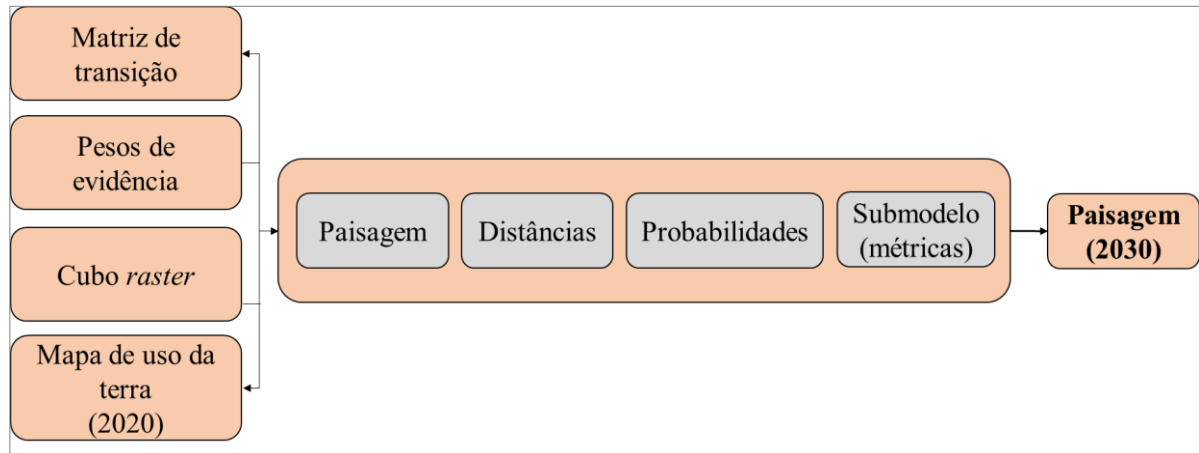 Matriz de
transição
Pesos de
evidência
Cubo raster
Mapa de uso da
terra
(2020)
Paisagem
Distâncias
Probabilidades
Submodelo
(métricas)
Paisagem
(2030)